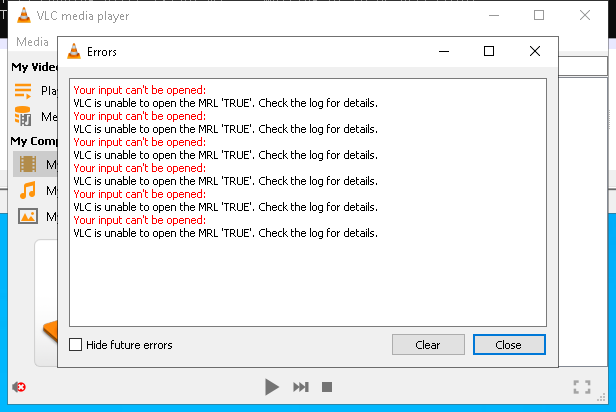 VLC media player
Media
Errors
My Video
Your input can't be opened:
VLC is unable to open the MRL 'TRUE'. Check the log for details.
Your input can't be opened:
VLC is unable to open the MRL 'TRUE'. Check the log for details.
Your input can't be opened:
VLC is unable to open the MRL 'TRUE'. Check the log for details.
Your input can't be opened:
VLC is unable to open the MRL 'TRUE'. Check the log for details.
Your input can't be opened:
VLC is unable to open the MRL 'TRUE'. Check the log for details.
Your input can't be opened:
VLC is unable to open the MRL 'TRUE'. Check the log for details.
Pla
Me
My Comp
My
My
My
Hide future errors
Clear
Close